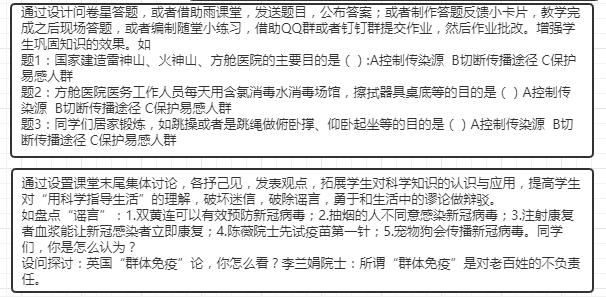 通过设计问卷星答题，或者借助雨课堂，发送题目，公布答案；或者制作答题反馈小卡片，教学完
成之后现场答题，或者编制随堂小练习，借助QQ群或者钉钉群提交作业，然后作业批改。增强学
生巩固知识的效果。如
题1：国家建造雷神山、火神山、方舱医院的主要目的是（ ）:A控制传染源  B切断传播途径 C保护
易感人群
题2：方舱医院医务工作人员每天用含氯消毒水消毒场馆，擦拭器具桌底等的目的是（ ）A控制传
染源  B切断传播途径 C保护易感人群
题3：同学们居家锻炼，如跳操或者是跳绳做俯卧撑、仰卧起坐等的目的是（ ）A控制传染源  B切
断传播途径 C保护易感人群
通过设置课堂末尾集体讨论，各抒己见，发表观点，拓展学生对科学知识的认识与应用，提高学生
对“用科学指导生活”的理解，破坏迷信，破除谣言，勇于和生活中的谬论做辩驳。
如盘点“谣言”：1.双黄连可以有效预防新冠病毒；2.抽烟的人不同意感染新冠病毒；3.注射康复
者血浆能让新冠感染者立即康复；4.陈薇院士先试疫苗第一针；5.宠物狗会传播新冠病毒。同学
们，你是怎么认为？
设问探讨：英国“群体免疫”论，你怎么看？李兰娟院士：所谓“群体免疫”是对老百姓的不负责
任。